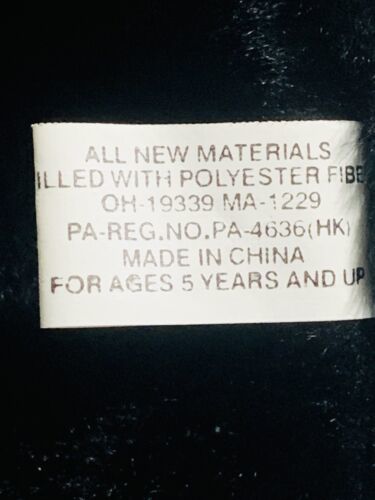 ALL NEW MATERIALS
ILLED WITH POLYESTER FIBE
OH-19339 MA-1229
PA-REG.NO.PA-4636(HK)
MADE IN CHINA
FOR AGES 5 YEARS AND UP